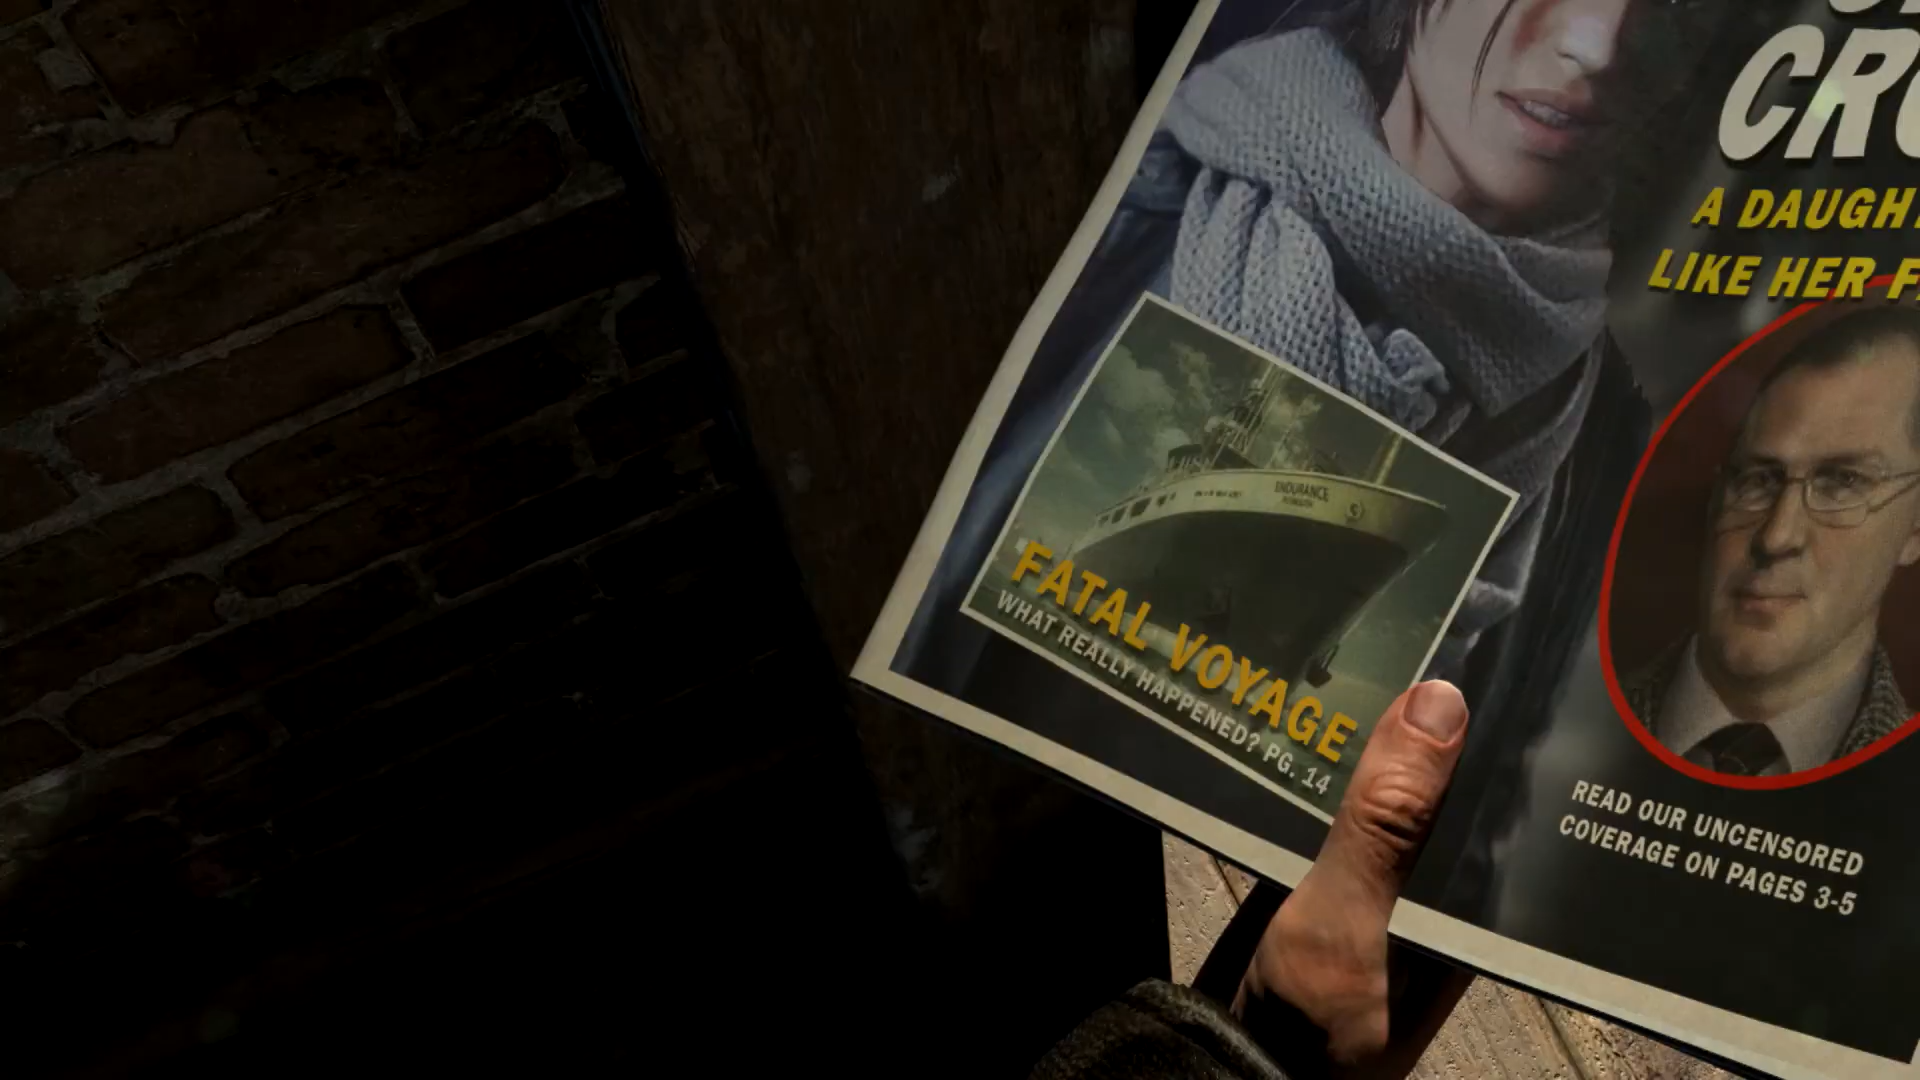 CR
A DAUGH
LIKE HER F
ENDURANCE
FATAL VOYAGE
WHAT REALLY HAPPENED? PG. 14
READ OUR UNCENSORED
COVERAGE ON PAGES 3-5